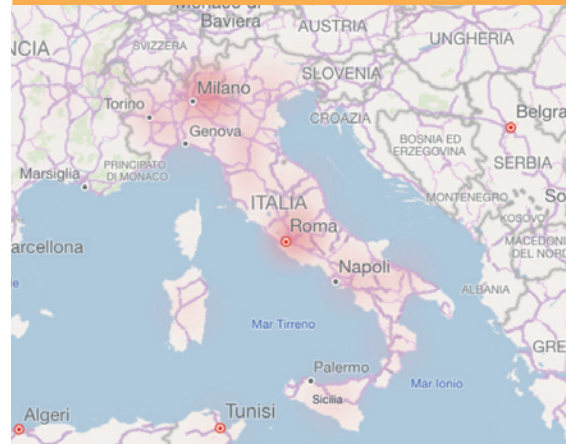 Monaco di
Baviera
AUSTRIA
NCIA
SVIZZERA
UNGHERIA
SLOVENIA
Milano
Torino
CROAZIA
Belgra
Genova
BOSNIA ED
ERZEGOVINA
PRINCIPATO
DI MONACO
SERBIA
Marsiglia
MONTENEGRO
So
ITALIA
KOSOVO
Roma
arcellona
MACEDONI
DEL NORD
Napoli
ALBANIA
Mar Tirreno
GRE
Palermo
Mar Ionio
Sicilia
Algeri
Tunisi